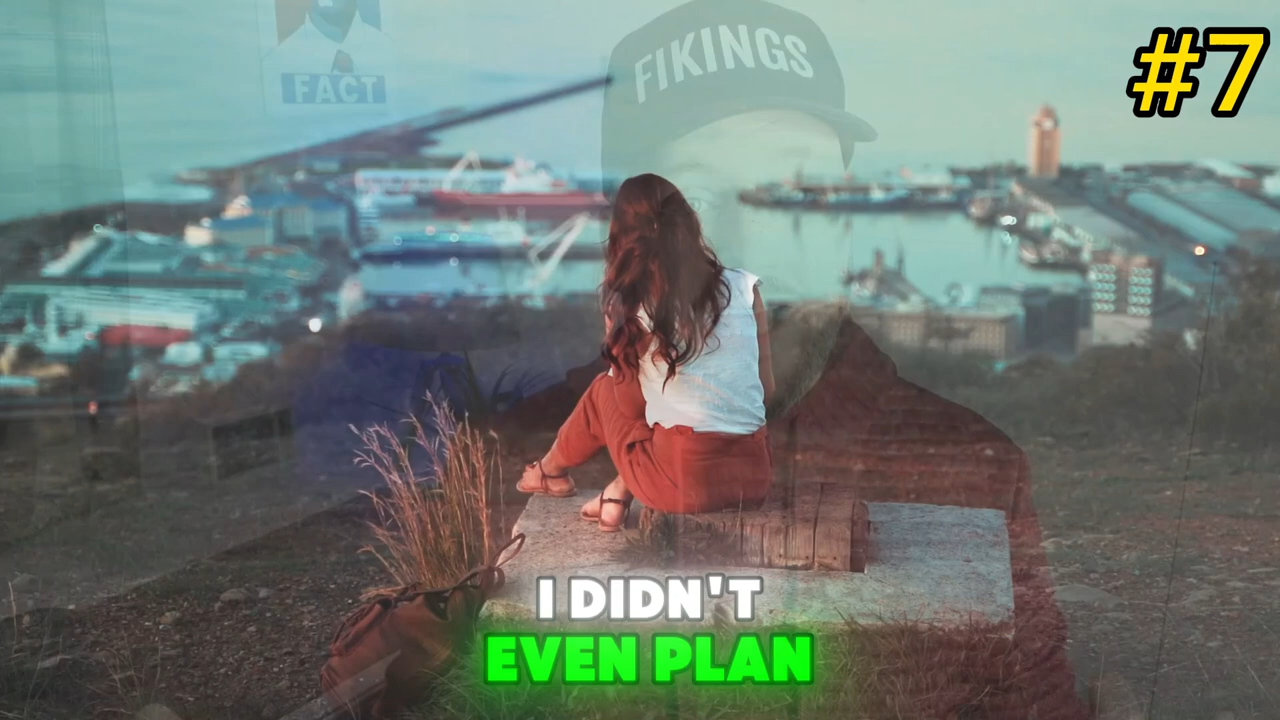 FACT
FIKINGS
#7
I DIDN'T
EVEN PLAN